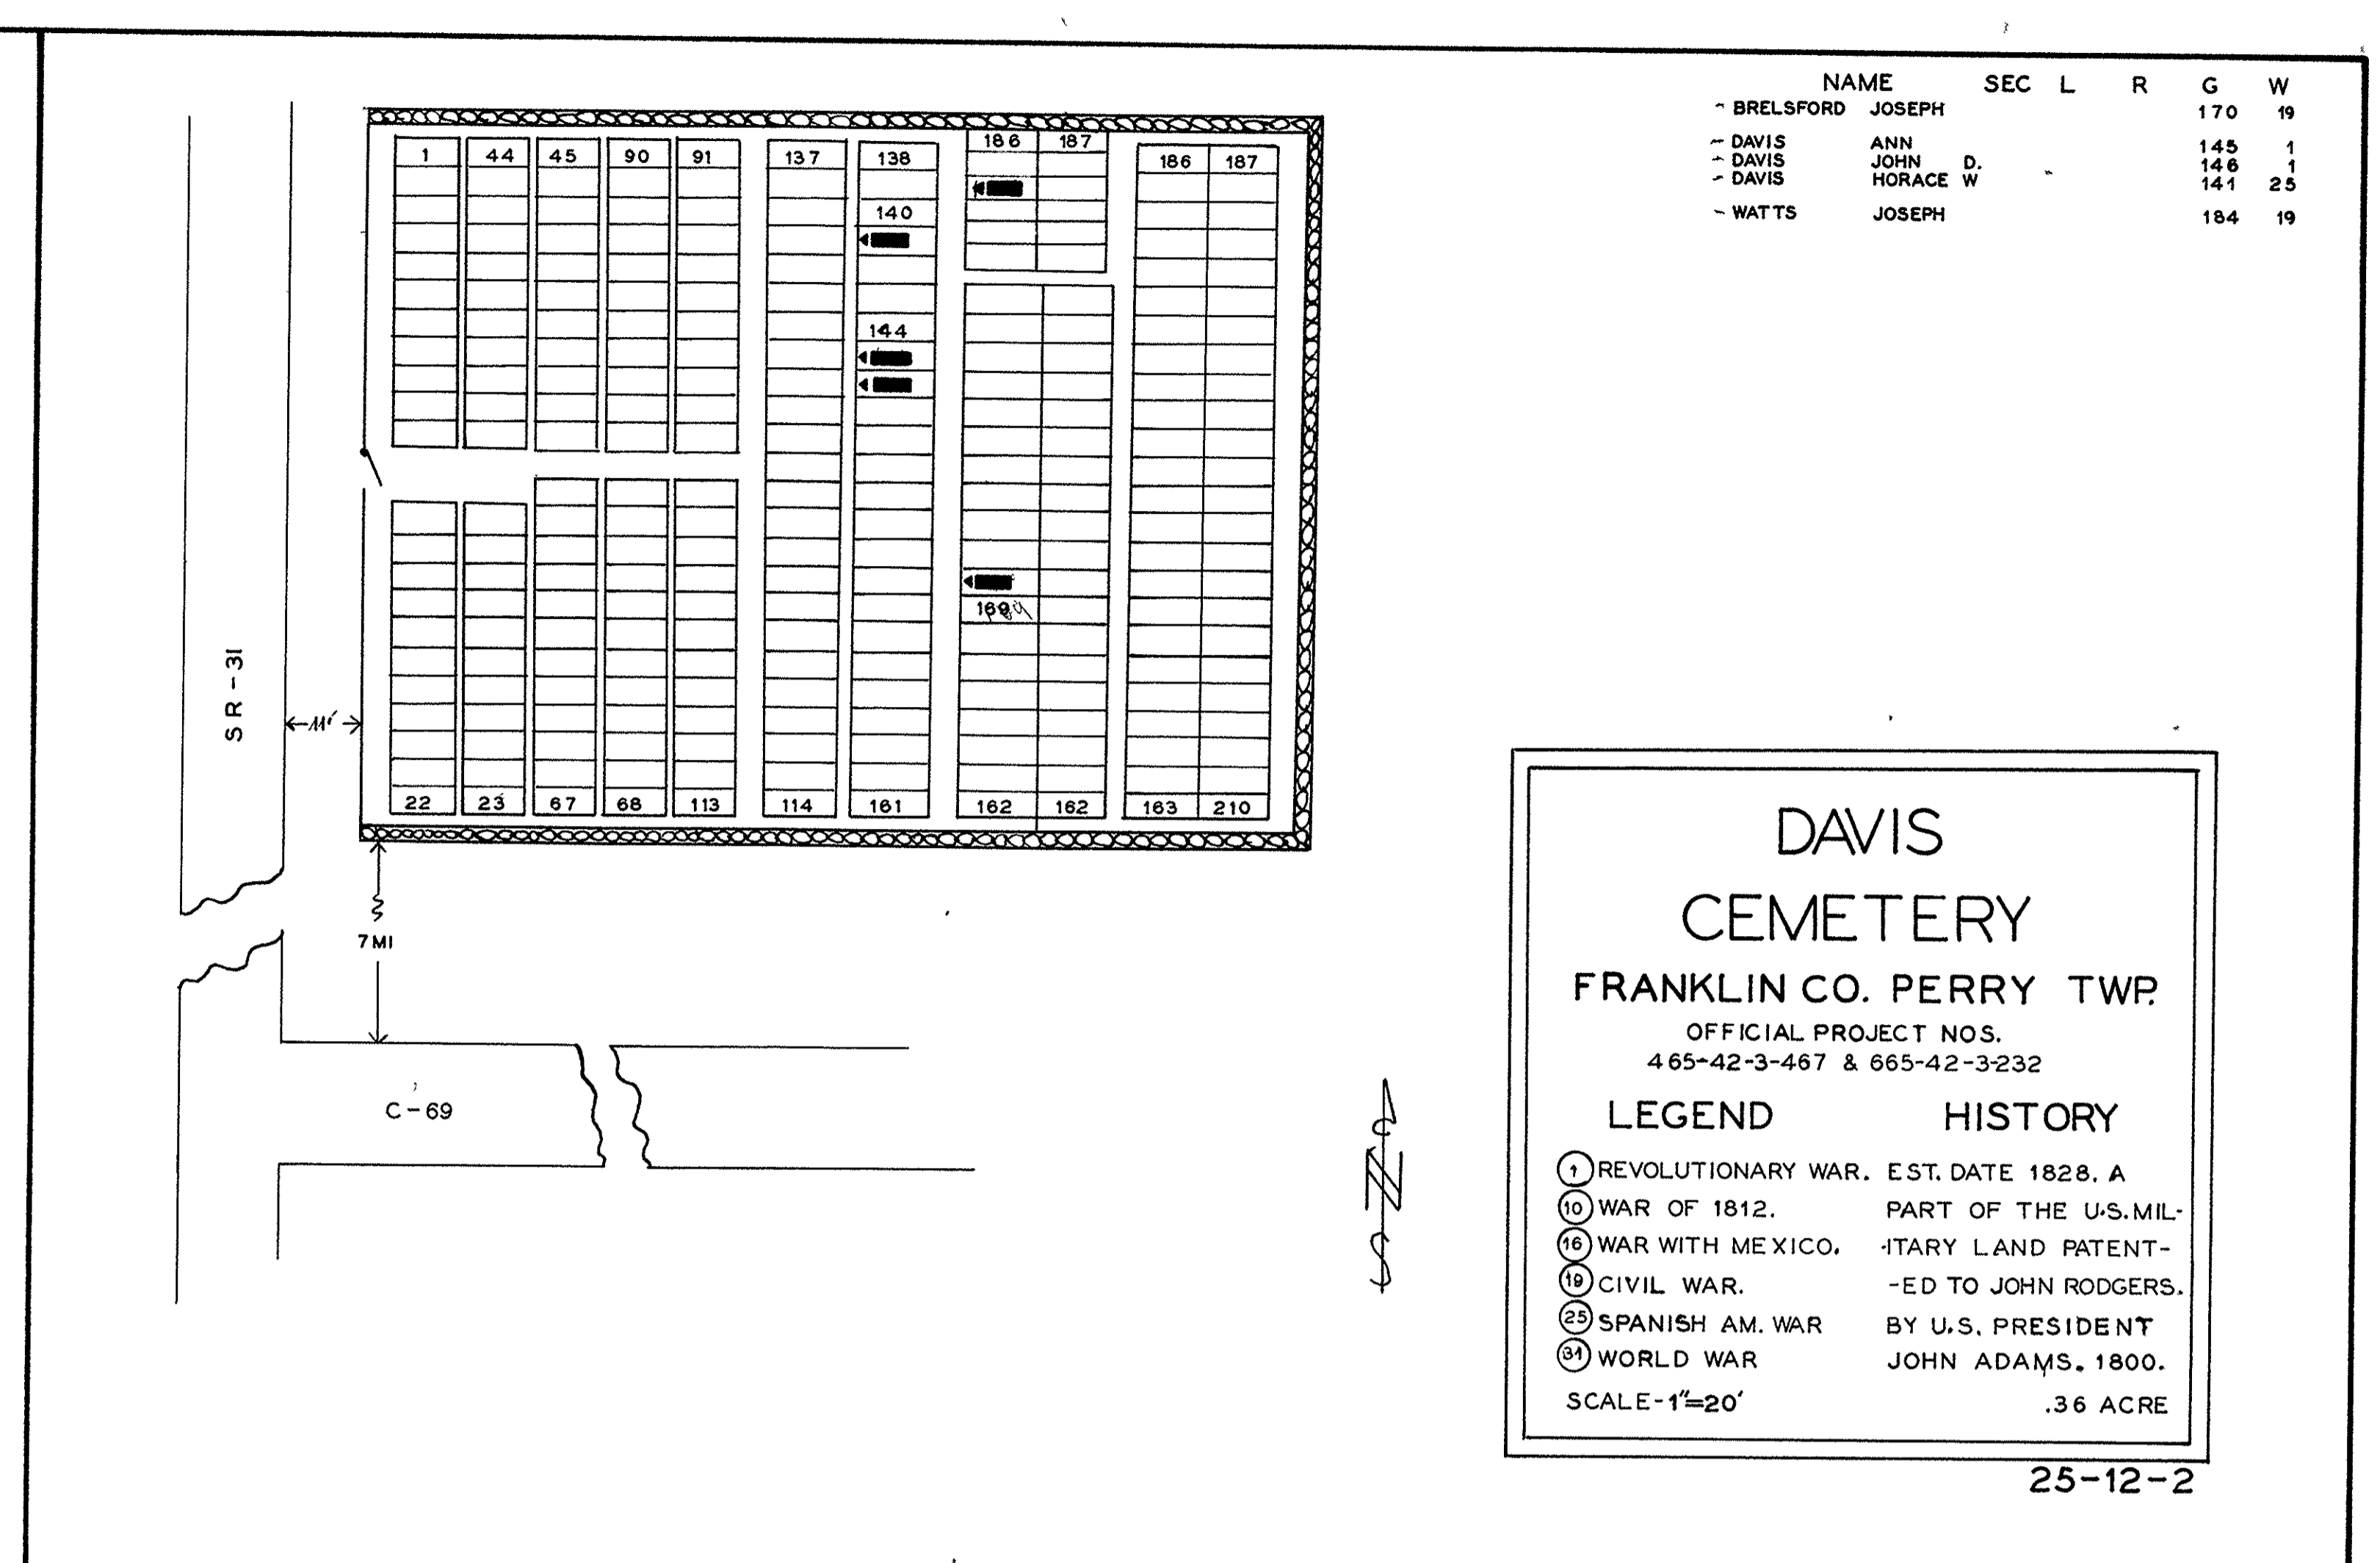 NAME SEC L R G W
BRELSFORD JOSEPH 170 19
DAVIS ANN 145 1
DAVIS JOHN D. 146 1
DAVIS HORACE W 141 25
WATTS JOSEPH 184 19
186 187
1 44 45 90 91 137 138 186 187
140
144
169
22 23 67 68 113 114 161 162 162 163 210
SR-31
11'
7 MI
C-69
N
S
DAVIS
CEMETERY
FRANKLIN CO. PERRY TWP.
OFFICIAL PROJECT NOS.
465-42-3-467 & 665-42-3-232
LEGEND
1 REVOLUTIONARY WAR.
10 WAR OF 1812.
16 WAR WITH MEXICO.
19 CIVIL WAR.
25 SPANISH AM. WAR
31 WORLD WAR
SCALE-1"=20'
HISTORY
EST. DATE 1828. A
PART OF THE U.S. MIL-
-ITARY LAND PATENT-
-ED TO JOHN RODGERS.
BY U.S. PRESIDENT
JOHN ADAMS. 1800.
.36 ACRE
25-12-2